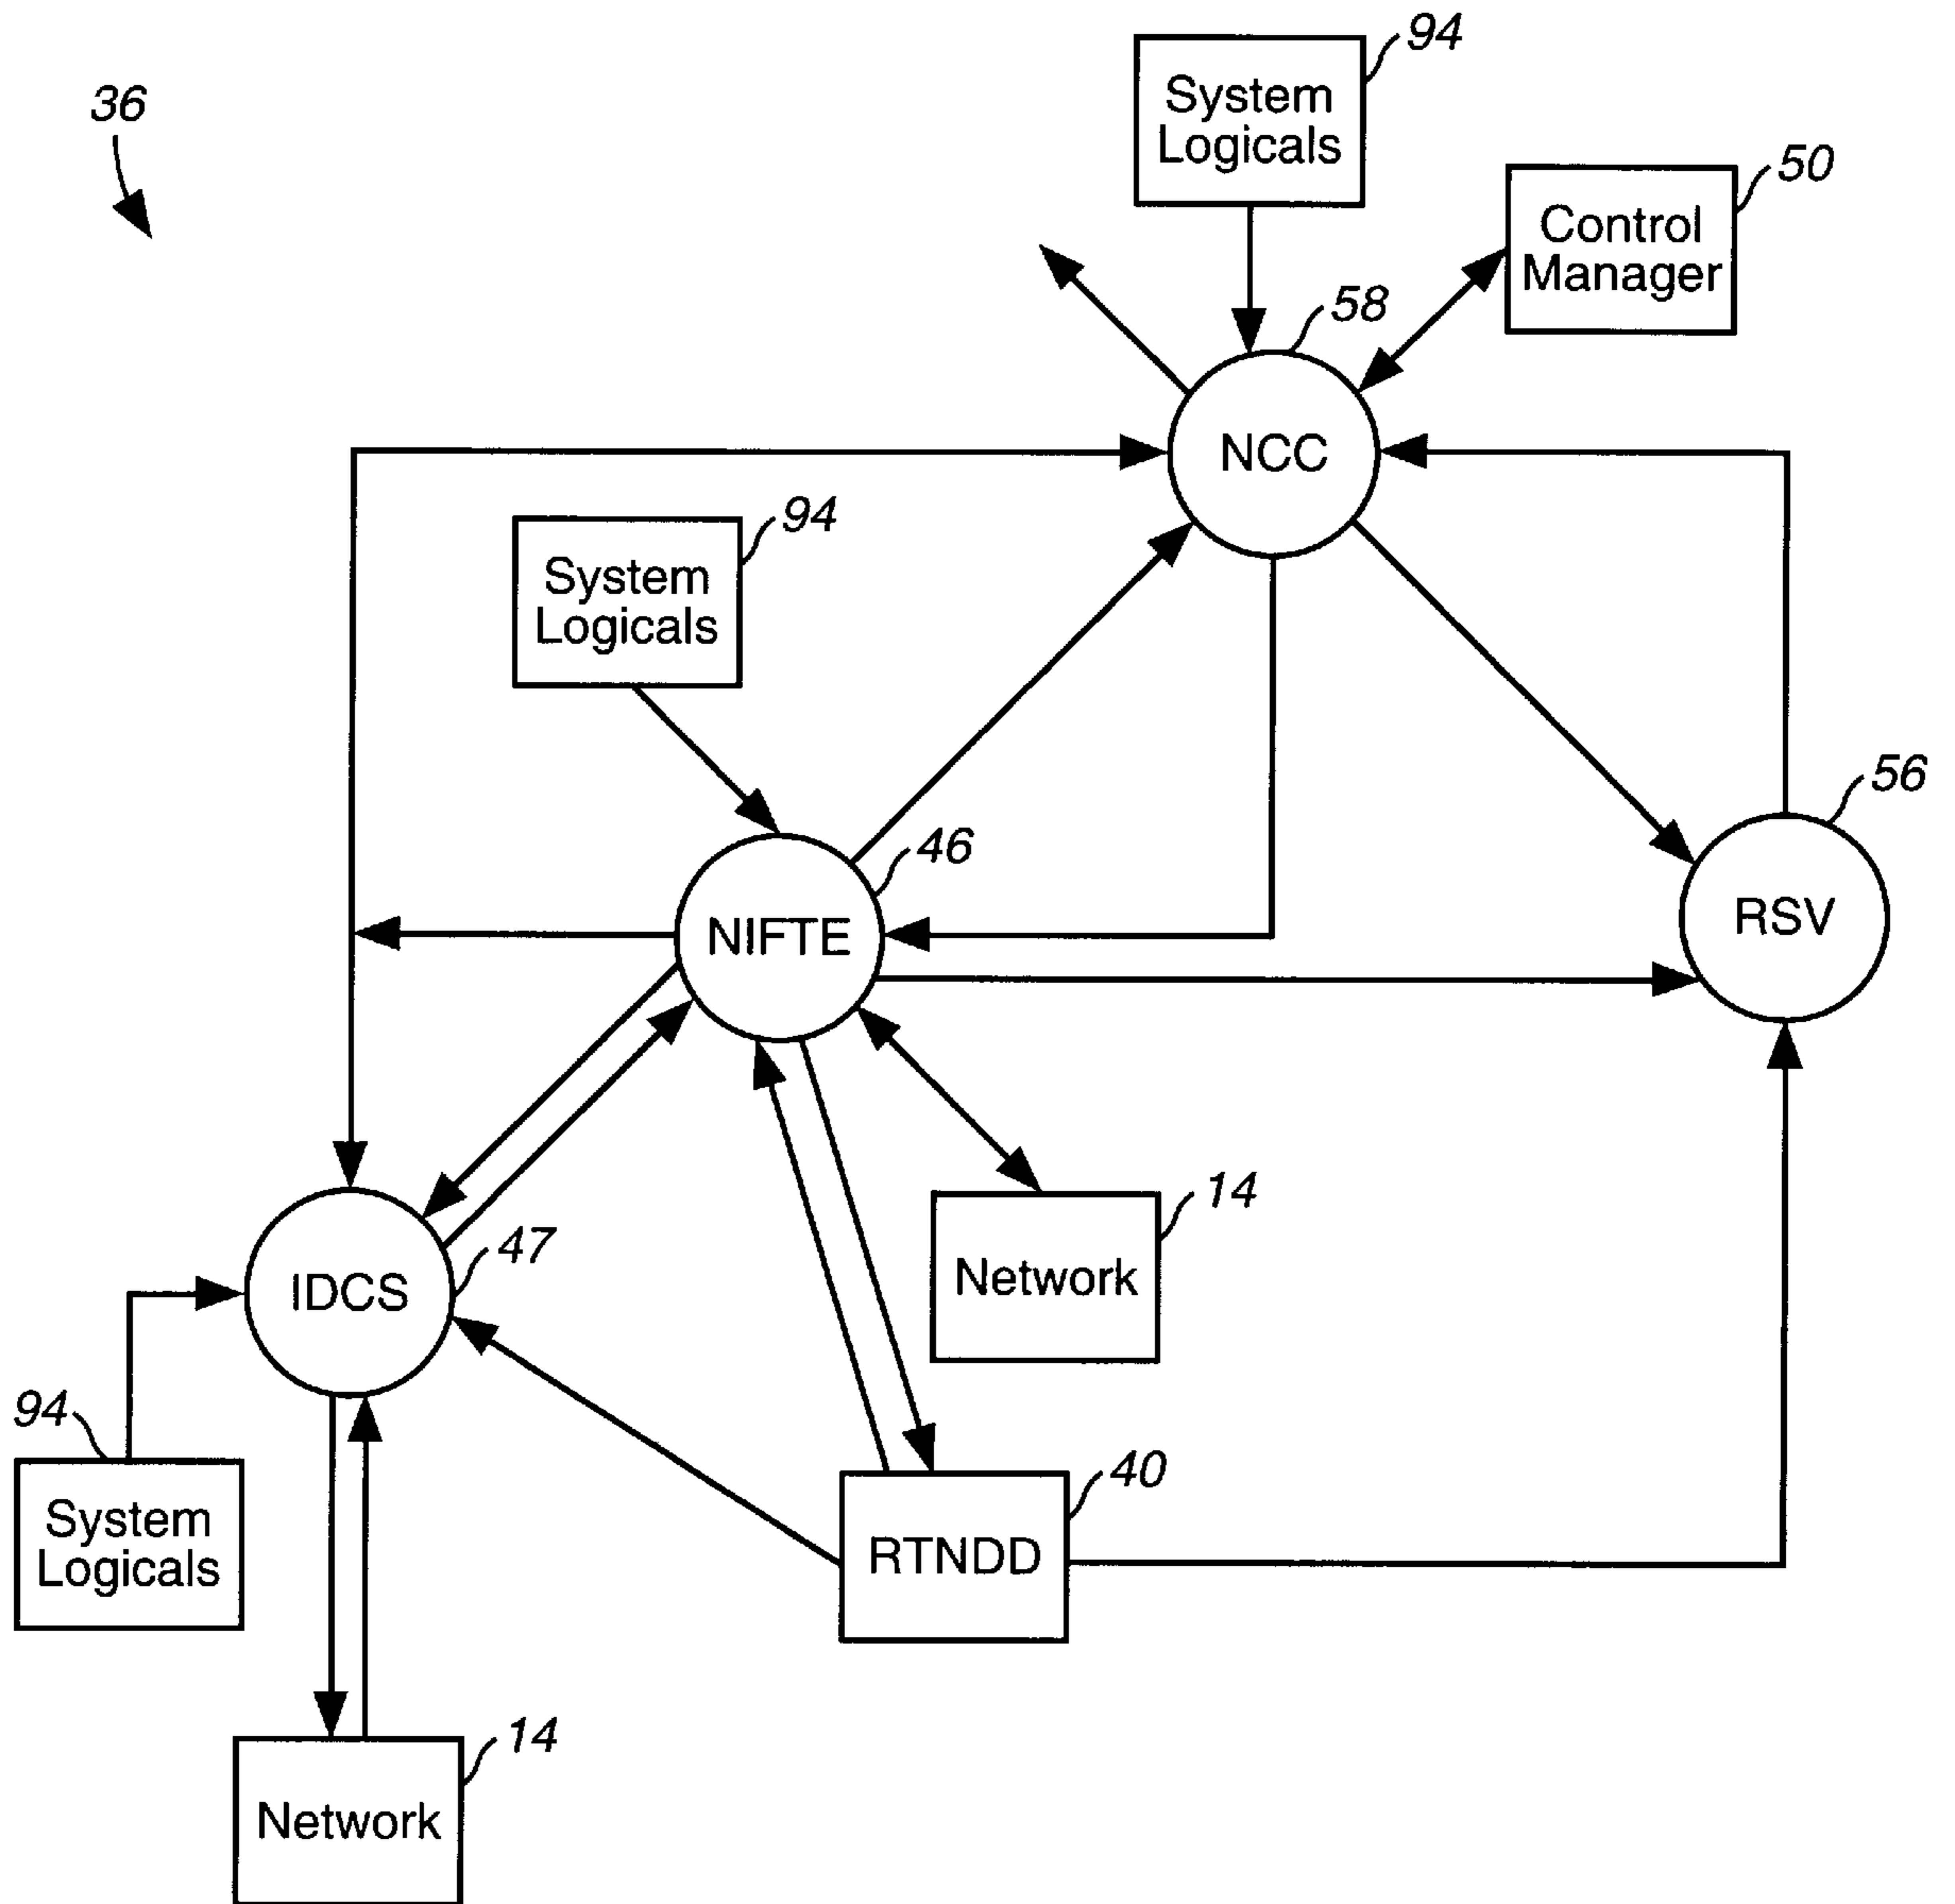 94
System
Logicals
36
50
Control
Manager
58
NCC
94
System
Logicals
56
46
RSV
NIFTE
14
47
Network
IDCS
94
40
System
Logicals
RTNDD
14
Network